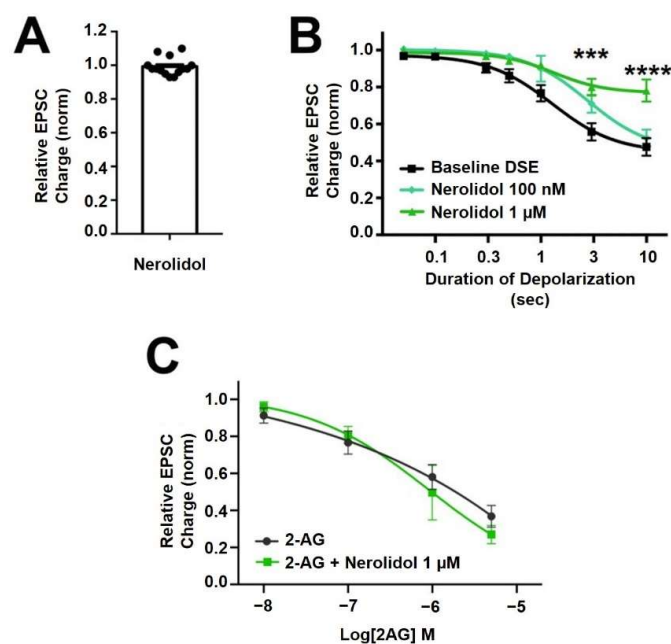 A
Relative EPSC
Charge (norm)
1.2
1.0
0.8
0.6
0.4
0.2
0.0
Nerolidol
B
Relative EPSC
Charge (norm)
1.0
0.8
0.6
0.4
0.2
0.0
***
****
Baseline DSE
Nerolidol 100 nM
Nerolidol 1 µM
0.1 0.3 1 3 10
Duration of Depolarization
(sec)
C
Relative EPSC
Charge (norm)
1.0
0.8
0.6
0.4
0.2
0.0
2-AG
2-AG + Nerolidol 1 µM
−8 −7 −6 −5
Log[2AG] M